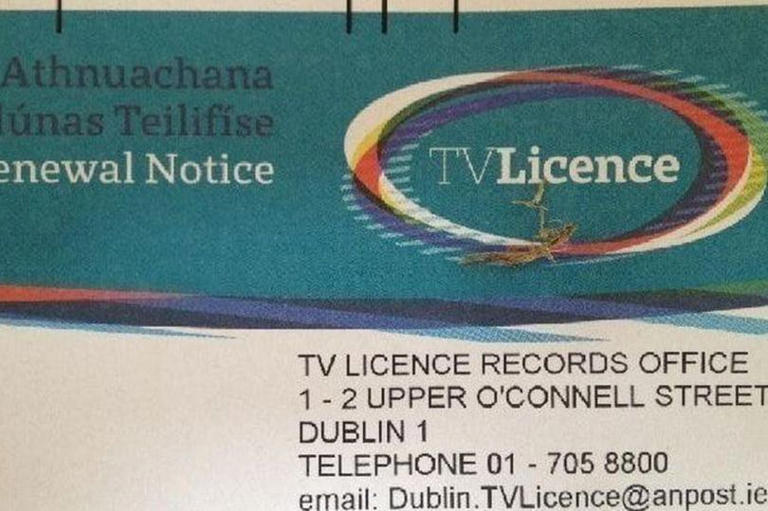 Athnuachana
lúnas Teilifíse
enewal Notice
TVLicence
TV LICENCE RECORDS OFFICE
1 - 2 UPPER O'CONNELL STREET
DUBLIN 1
TELEPHONE 01 - 705 8800
email: Dublin.TVLicence@anpost.ie